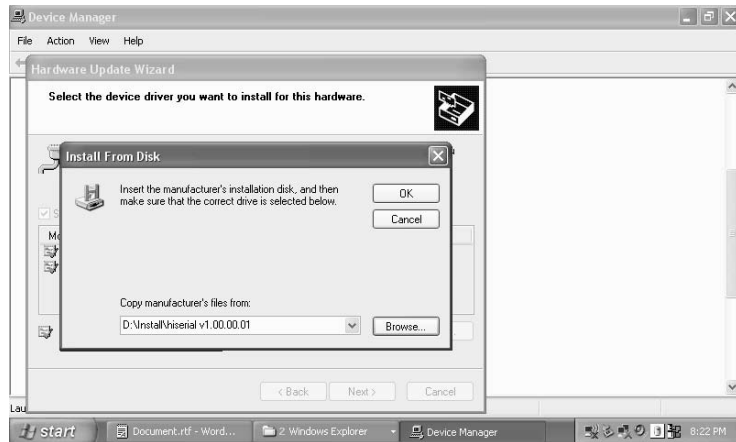 Device Manager
File Action View Help
Hardware Update Wizard
Select the device driver you want to install for this hardware.
Install From Disk
Insert the manufacturer's installation disk, and then
make sure that the correct drive is selected below.
OK
Cancel
Copy manufacturer's files from:
D:\Install\hiserial v1.00.00.01
Browse...
< Back Next > Cancel
start Document.rtf - Word... 2 Windows Explorer Device Manager 8:22 PM